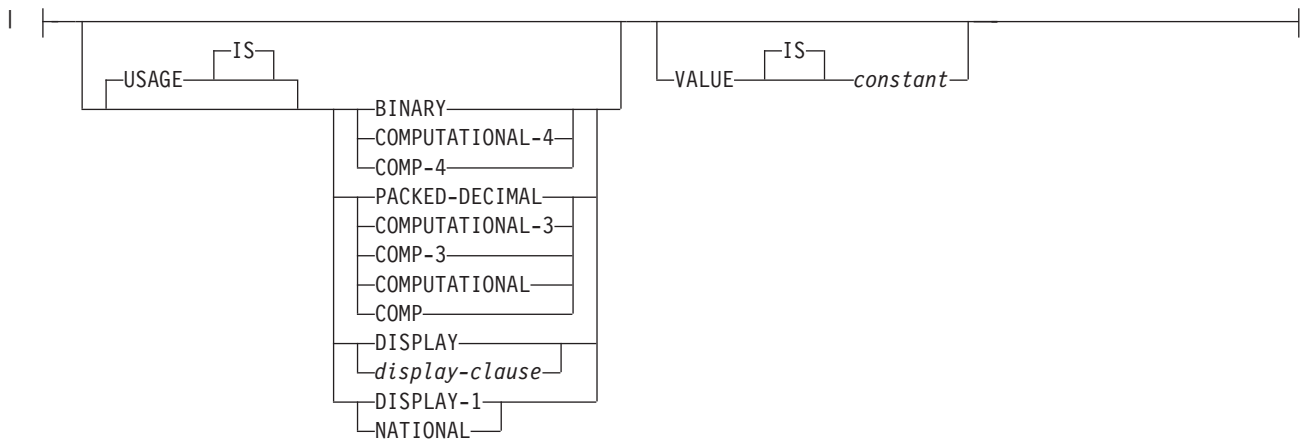 IS IS
USAGE VALUE constant
BINARY
COMPUTATIONAL-4
COMP-4
PACKED-DECIMAL
COMPUTATIONAL-3
COMP-3
COMPUTATIONAL
COMP
DISPLAY
display-clause
DISPLAY-1
NATIONAL